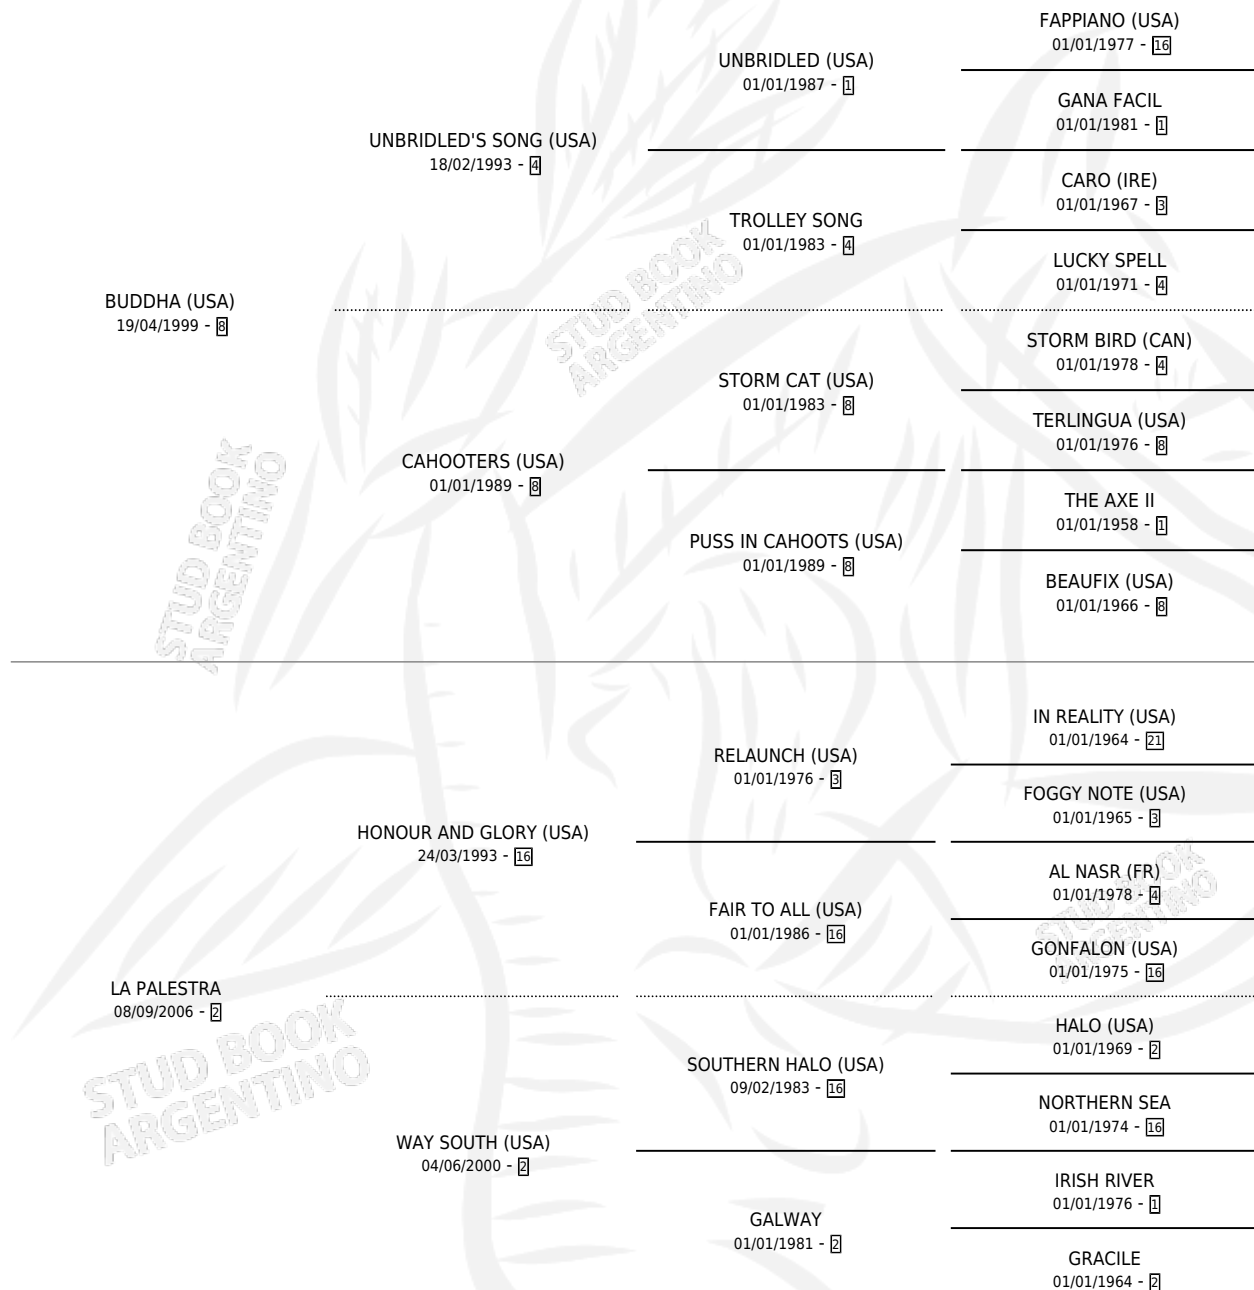 FAPPIANO (USA)
01/01/1977 - 16
UNBRIDLED (USA)
01/01/1987 - 1
GANA FACIL
01/01/1981 - 1
UNBRIDLED'S SONG (USA)
18/02/1993 - 4
CARO (IRE)
01/01/1967 - 3
TROLLEY SONG
01/01/1983 - 4
LUCKY SPELL
01/01/1971 - 4
BUDDHA (USA)
19/04/1999 - 8
STORM BIRD (CAN)
01/01/1978 - 4
STORM CAT (USA)
01/01/1983 - 8
TERLINGUA (USA)
01/01/1976 - 8
CAHOOTERS (USA)
01/01/1989 - 8
THE AXE II
01/01/1958 - 1
PUSS IN CAHOOTS (USA)
01/01/1989 - 8
BEAUFIX (USA)
01/01/1966 - 8
IN REALITY (USA)
01/01/1964 - 21
RELAUNCH (USA)
01/01/1976 - 3
FOGGY NOTE (USA)
01/01/1965 - 3
HONOUR AND GLORY (USA)
24/03/1993 - 16
AL NASR (FR)
01/01/1978 - 4
FAIR TO ALL (USA)
01/01/1986 - 16
GONFALON (USA)
01/01/1975 - 16
LA PALESTRA
08/09/2006 - 2
HALO (USA)
01/01/1969 - 2
SOUTHERN HALO (USA)
09/02/1983 - 16
NORTHERN SEA
01/01/1974 - 16
WAY SOUTH (USA)
04/06/2000 - 2
IRISH RIVER
01/01/1976 - 1
GALWAY
01/01/1981 - 2
GRACILE
01/01/1964 - 2
STUD BOOK
ARGENTINO
STUD BOOK
ARGENTINO
STUD BOOK
ARGENTINO
STUD BOOK
ARGENTINO